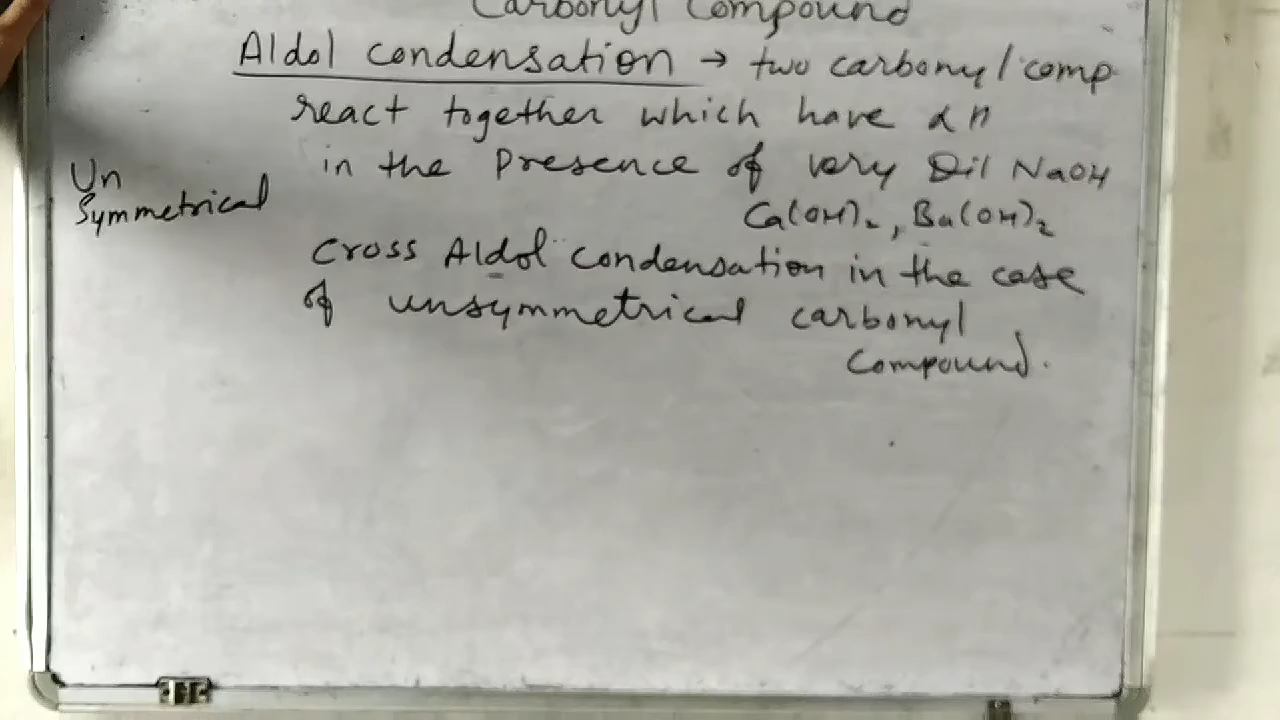 Carbonyl Compound
Aldol condensation → two carbonyl comp
react together which have α H
in the Presence of very Dil NaOH
Ca(OH)₂, Ba(OH)₂
Un
Symmetrical
Cross Aldol condensation in the case
of unsymmetrical carbonyl
Compound.